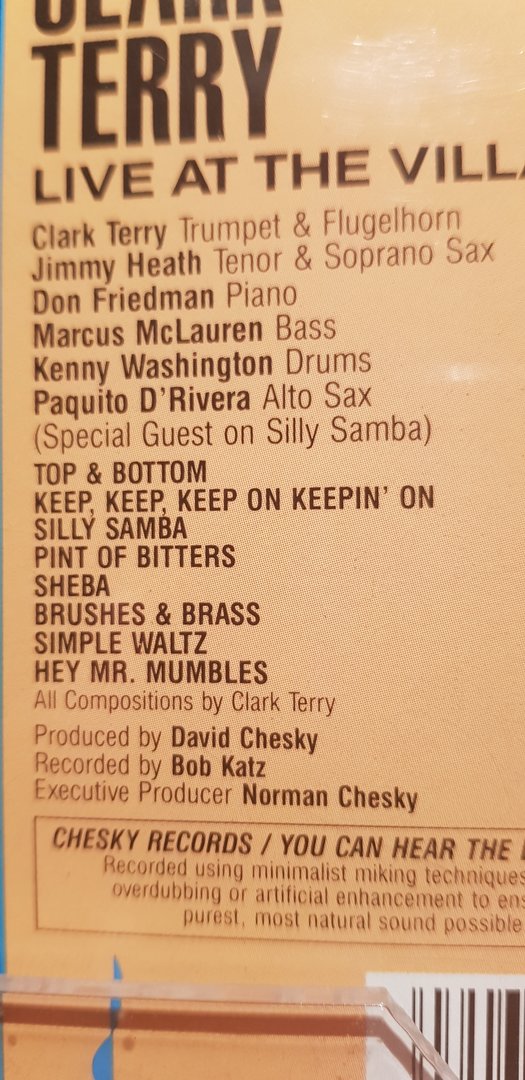 CLARK
TERRY
LIVE AT THE VILLA
Clark Terry Trumpet & Flugelhorn
Jimmy Heath Tenor & Soprano Sax
Don Friedman Piano
Marcus McLauren Bass
Kenny Washington Drums
Paquito D'Rivera Alto Sax
(Special Guest on Silly Samba)
TOP & BOTTOM
KEEP, KEEP, KEEP ON KEEPIN' ON
SILLY SAMBA
PINT OF BITTERS
SHEBA
BRUSHES & BRASS
SIMPLE WALTZ
HEY MR. MUMBLES
All Compositions by Clark Terry
Produced by David Chesky
Recorded by Bob Katz
Executive Producer Norman Chesky
CHESKY RECORDS / YOU CAN HEAR THE
Recorded using minimalist miking techniques
overdubbing or artificial enhancement to ens
purest, most natural sound possible